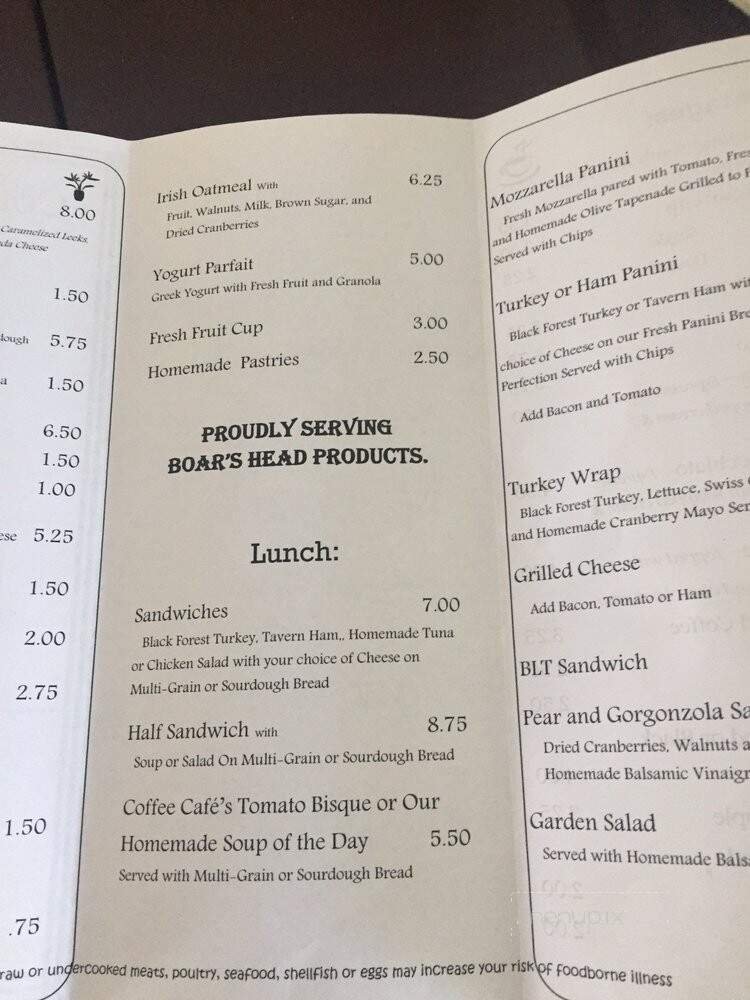 8.00
Caramelized Leeks,
Cheese
1.50
5.75
1.50
6.50
1.50
1.00
5.25
1.50
2.00
2.75
1.50
.75
Irish Oatmeal with 6.25
Fruit, Walnuts, Milk, Brown Sugar, and
Dried Cranberries
Yogurt Parfait 5.00
Greek Yogurt with Fresh Fruit and Granola
Fresh Fruit Cup 3.00
Homemade Pastries 2.50
PROUDLY SERVING
BOAR'S HEAD PRODUCTS.
Lunch:
Sandwiches 7.00
Black Forest Turkey, Tavern Ham,, Homemade Tuna
or Chicken Salad with your choice of Cheese on
Multi-Grain or Sourdough Bread
Half Sandwich with 8.75
Soup or Salad On Multi-Grain or Sourdough Bread
Coffee Café's Tomato Bisque or Our
Homemade Soup of the Day 5.50
Served with Multi-Grain or Sourdough Bread
Mozzarella Panini
Fresh Mozzarella pared with Tomato,
and Homemade Olive Tapenade Grilled to
Served with Chips
Turkey or Ham Panini
Black Forest Turkey or Tavern Ham
choice of Cheese on our Fresh Panini
Perfection Served with Chips
Add Bacon and Tomato
Turkey Wrap
Black Forest Turkey, Lettuce, Swiss
and Homemade Cranberry Mayo
Grilled Cheese
Add Bacon, Tomato or Ham
BLT Sandwich
Pear and Gorgonzola
Dried Cranberries, Walnuts
Homemade Balsamic
Garden Salad
Served with Homemade
raw or undercooked meats, poultry, seafood, shellfish or eggs may increase your risk of foodborne illness